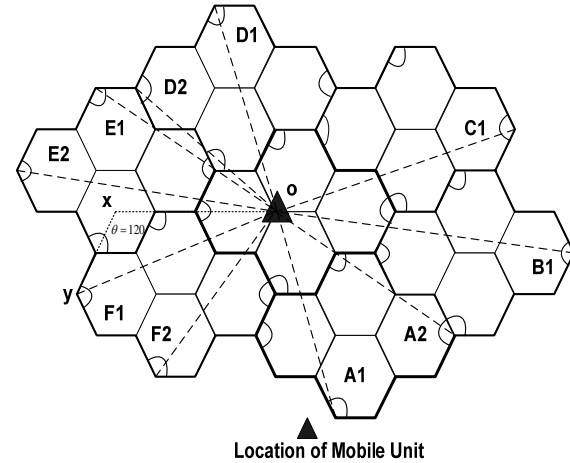 D1
D2
E1
C1
E2
x
o
θ=120
B1
y
F1
A2
F2
A1
Location of Mobile Unit